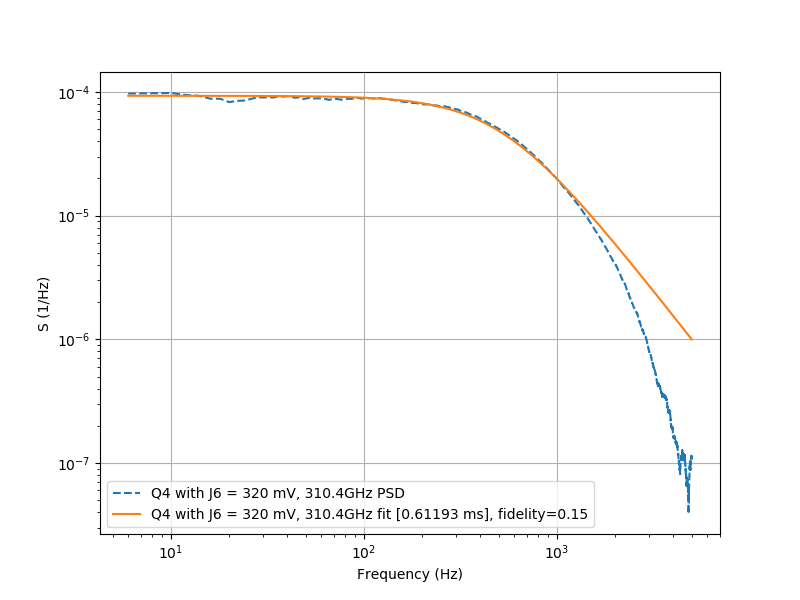 10⁻⁴
10⁻⁵
10⁻⁶
10⁻⁷
S (1/Hz)
Q4 with J6 = 320 mV, 310.4GHz PSD
Q4 with J6 = 320 mV, 310.4GHz fit [0.61193 ms], fidelity=0.15
10¹ 10² 10³
Frequency (Hz)